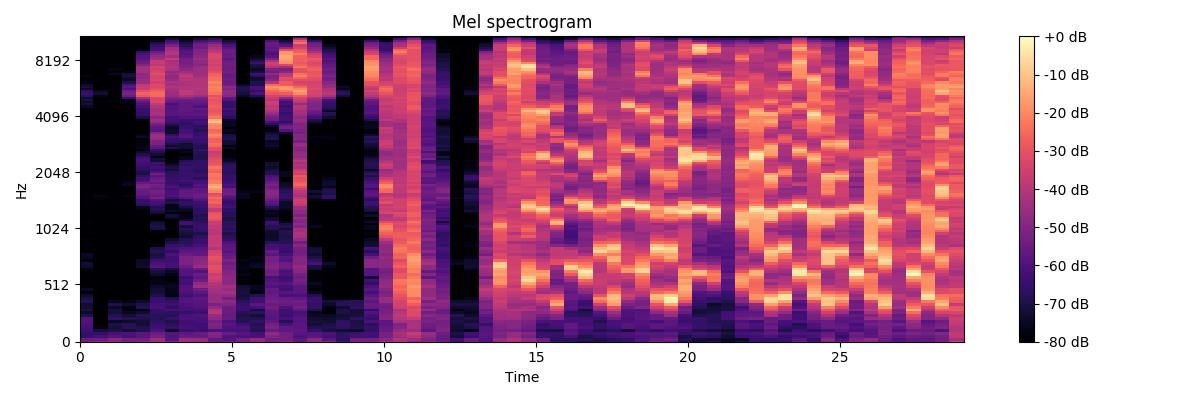 Mel spectrogram
+0 dB
8192
-10 dB
4096
-20 dB
-30 dB
Hz
2048
-40 dB
1024
-50 dB
512
-60 dB
-70 dB
0
-80 dB
0 5 10 15 20 25
Time